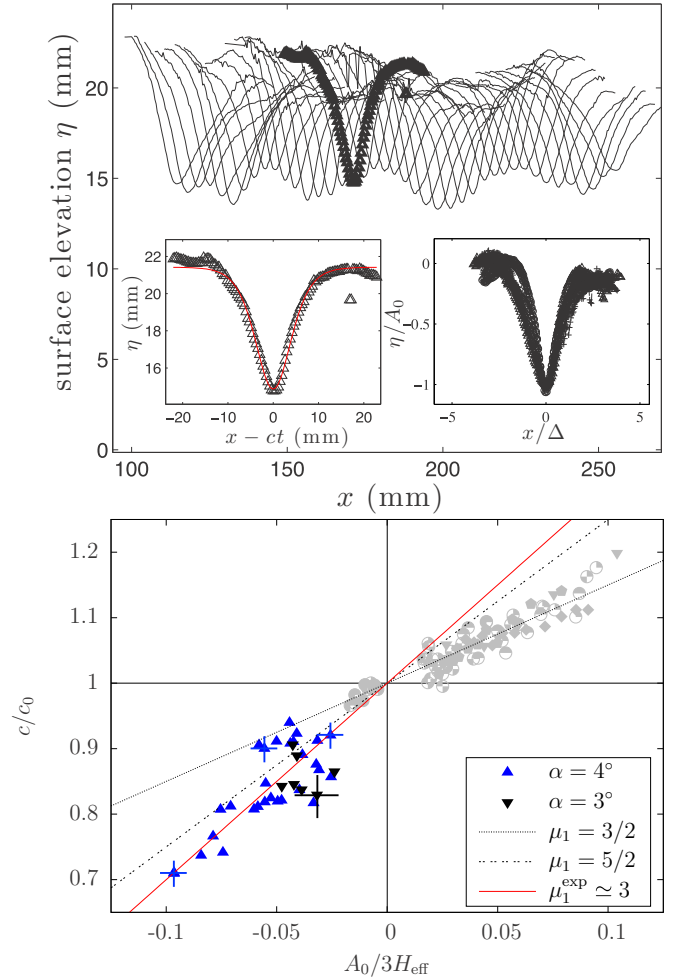 surface elevation η (mm)
20
15
10
5
0
100
150
200
250
x (mm)
η (mm)
22
20
18
16
−20
−10
0
10
20
x − ct (mm)
η/A₀
0
−0.5
−1
−5
0
5
x/Δ
c/c₀
1.2
1.1
1
0.9
0.8
0.7
-0.1
-0.05
0
0.05
0.1
A₀/3H_eff
α = 4°
α = 3°
μ₁ = 3/2
μ₁ = 5/2
μ₁^exp ≃ 3